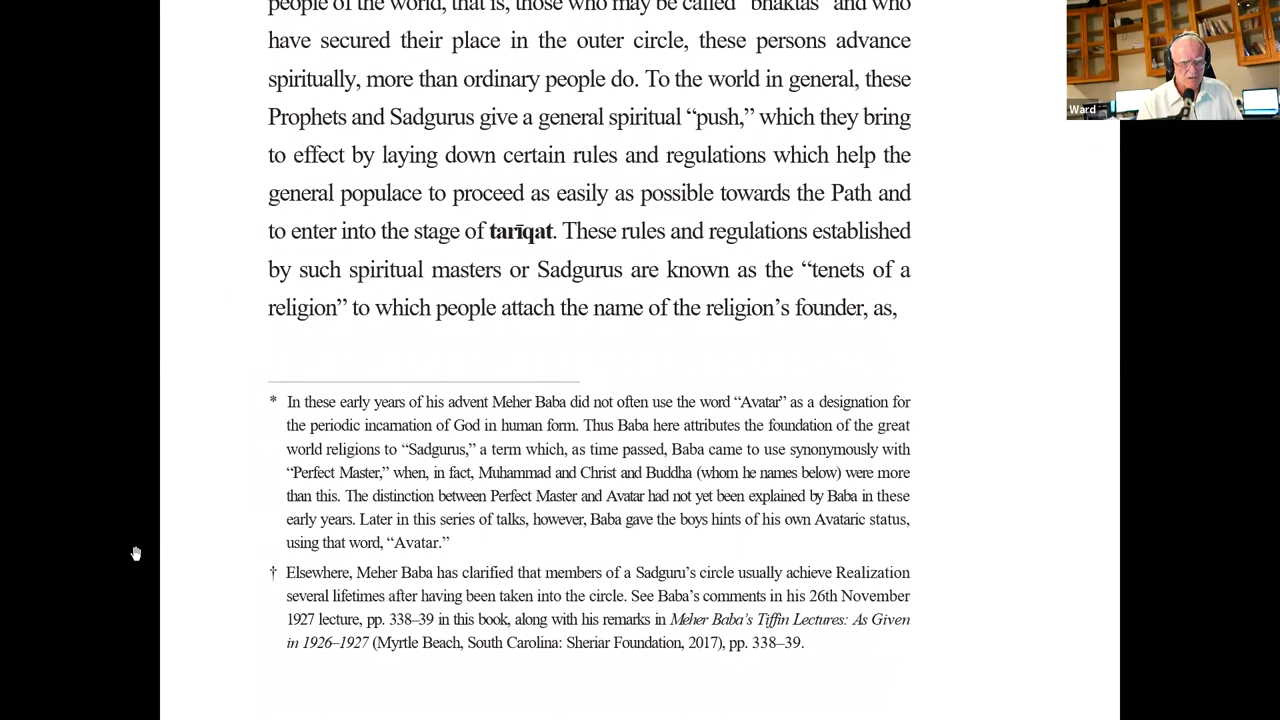 people of the world, that is, those who may be called “bhaktas” and who
have secured their place in the outer circle, these persons advance
spiritually, more than ordinary people do. To the world in general, these
Prophets and Sadgurus give a general spiritual “push,” which they bring
to effect by laying down certain rules and regulations which help the
general populace to proceed as easily as possible towards the Path and
to enter into the stage of tarīqat. These rules and regulations established
by such spiritual masters or Sadgurus are known as the “tenets of a
religion” to which people attach the name of the religion’s founder, as,
* In these early years of his advent Meher Baba did not often use the word “Avatar” as a designation for
the periodic incarnation of God in human form. Thus Baba here attributes the foundation of the great
world religions to “Sadgurus,” a term which, as time passed, Baba came to use synonymously with
“Perfect Master,” when, in fact, Muhammad and Christ and Buddha (whom he names below) were more
than this. The distinction between Perfect Master and Avatar had not yet been explained by Baba in these
early years. Later in this series of talks, however, Baba gave the boys hints of his own Avataric status,
using that word, “Avatar.”
† Elsewhere, Meher Baba has clarified that members of a Sadguru’s circle usually achieve Realization
several lifetimes after having been taken into the circle. See Baba’s comments in his 26th November
1927 lecture, pp. 338–39 in this book, along with his remarks in Meher Baba’s Tiffin Lectures: As Given
in 1926–1927 (Myrtle Beach, South Carolina: Sheriar Foundation, 2017), pp. 338–39.
Ward